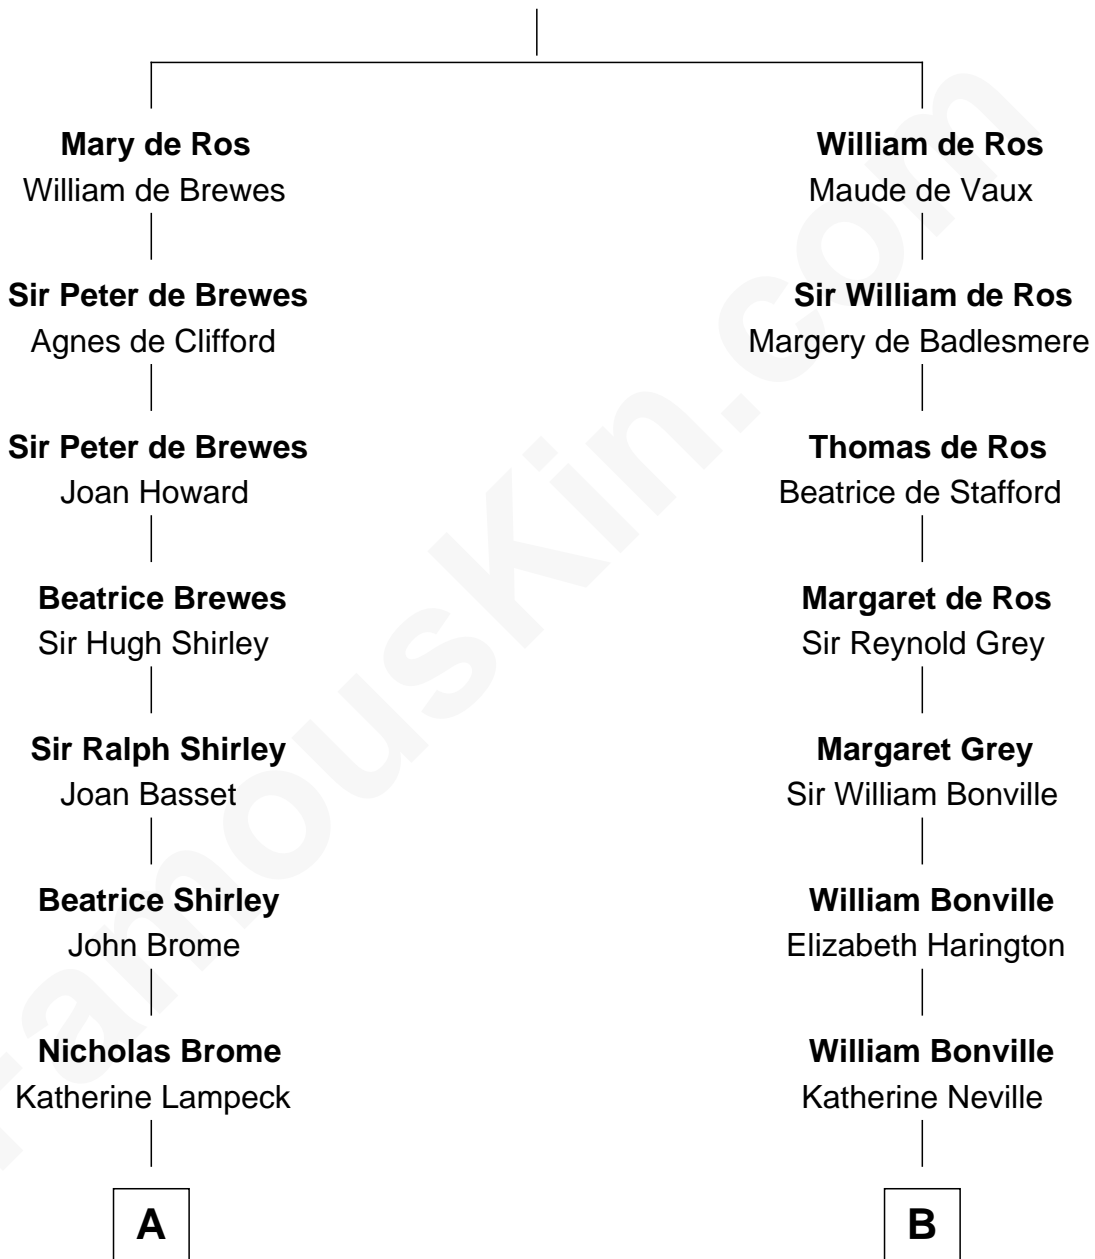 Mary de Ros
William de Brewes
Sir Peter de Brewes
Agnes de Clifford
Sir Peter de Brewes
Joan Howard
Beatrice Brewes
Sir Hugh Shirley
Sir Ralph Shirley
Joan Basset
Beatrice Shirley
John Brome
Nicholas Brome
Katherine Lampeck
A
William de Ros
Maude de Vaux
Sir William de Ros
Margery de Badlesmere
Thomas de Ros
Beatrice de Stafford
Margaret de Ros
Sir Reynold Grey
Margaret Grey
Sir William Bonville
William Bonville
Elizabeth Harington
William Bonville
Katherine Neville
B
FamousKin.com